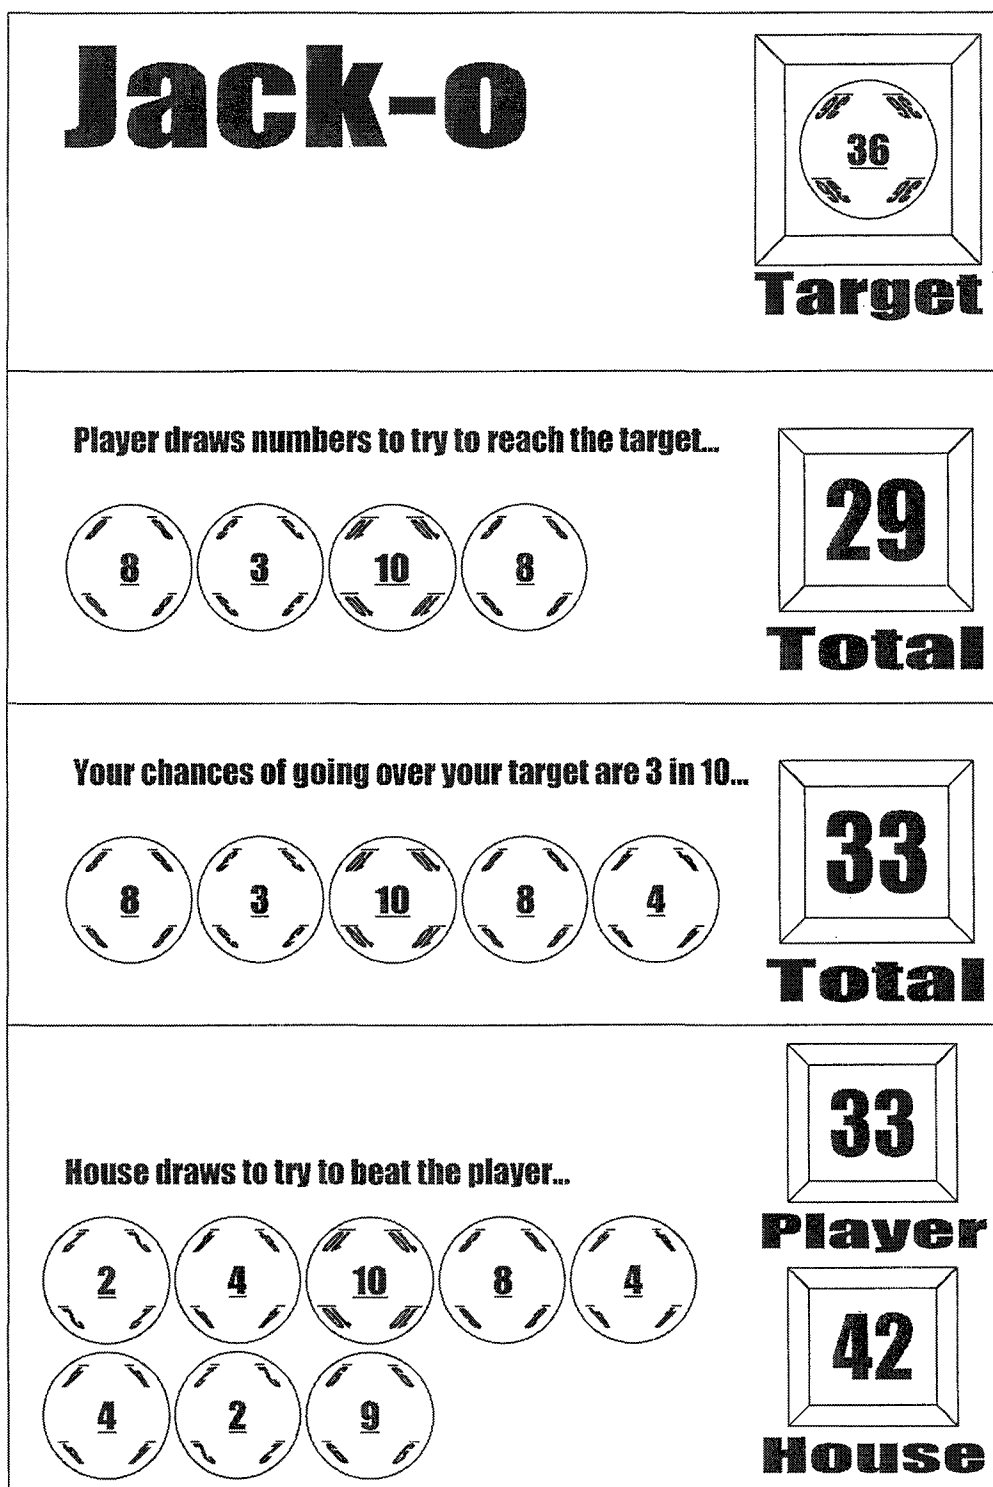 Jack-o
36
Target
Player draws numbers to try to reach the target...
8 3 10 8
29
Total
Your chances of going over your target are 3 in 10...
8 3 10 8 4
33
Total
33
Player
House draws to try to beat the player...
2 4 10 8 4
4 2 9
42
House